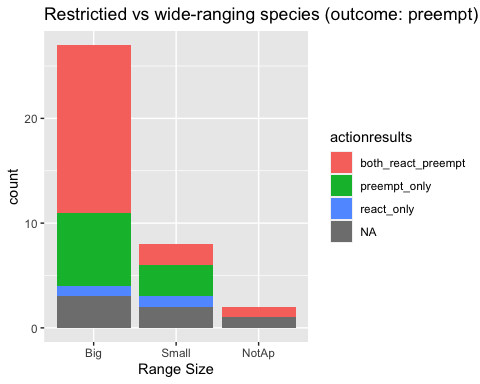 Restrictied vs wide-ranging species (outcome: preempt)
count
20
10
0
Big
Small
NotAp
Range Size
actionresults
both_react_preempt
preempt_only
react_only
NA